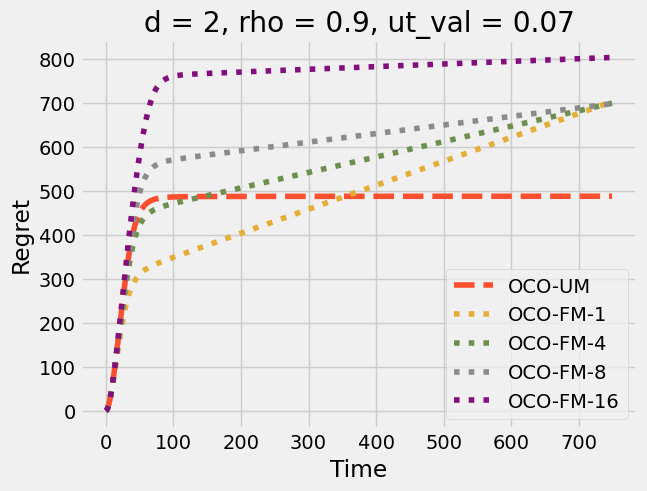 d = 2, rho = 0.9, ut_val = 0.07
Regret
800
700
600
500
400
300
200
100
0
0 100 200 300 400 500 600 700
Time
OCO-UM
OCO-FM-1
OCO-FM-4
OCO-FM-8
OCO-FM-16